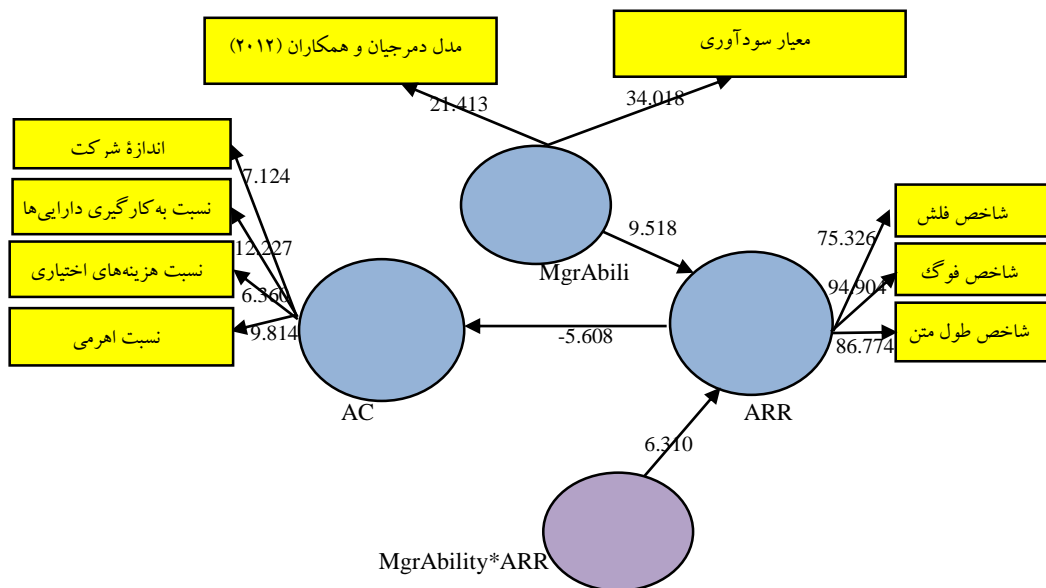 مدل دمرجیان و همکاران (۲۰۱۲)
معیار سودآوری
21.413
34.018
اندازۀ شرکت
7.124
نسبت به‌کارگیری دارایی‌ها
12.227
نسبت هزینه‌های اختیاری
6.360
نسبت اهرمی
9.814
MgrAbili
9.518
شاخص فلش
75.326
شاخص فوگ
94.904
شاخص طول متن
86.774
-5.608
AC
ARR
6.310
MgrAbility*ARR